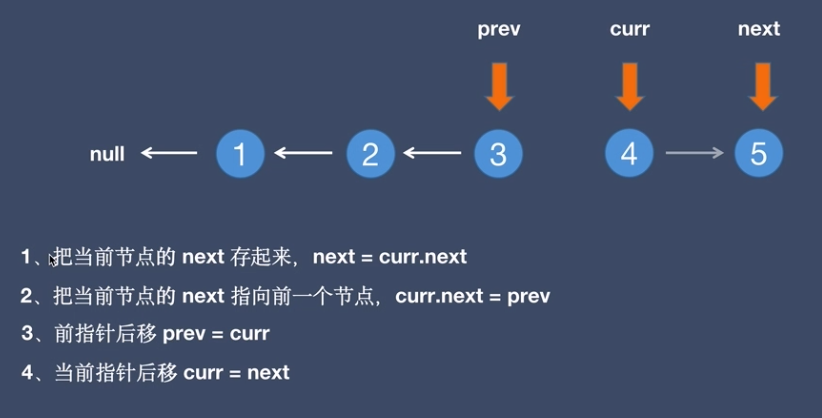 prev curr next
null 1 2 3 4 5
1、把当前节点的 next 存起来，next = curr.next
2、把当前节点的 next 指向前一个节点，curr.next = prev
3、前指针后移 prev = curr
4、当前指针后移 curr = next